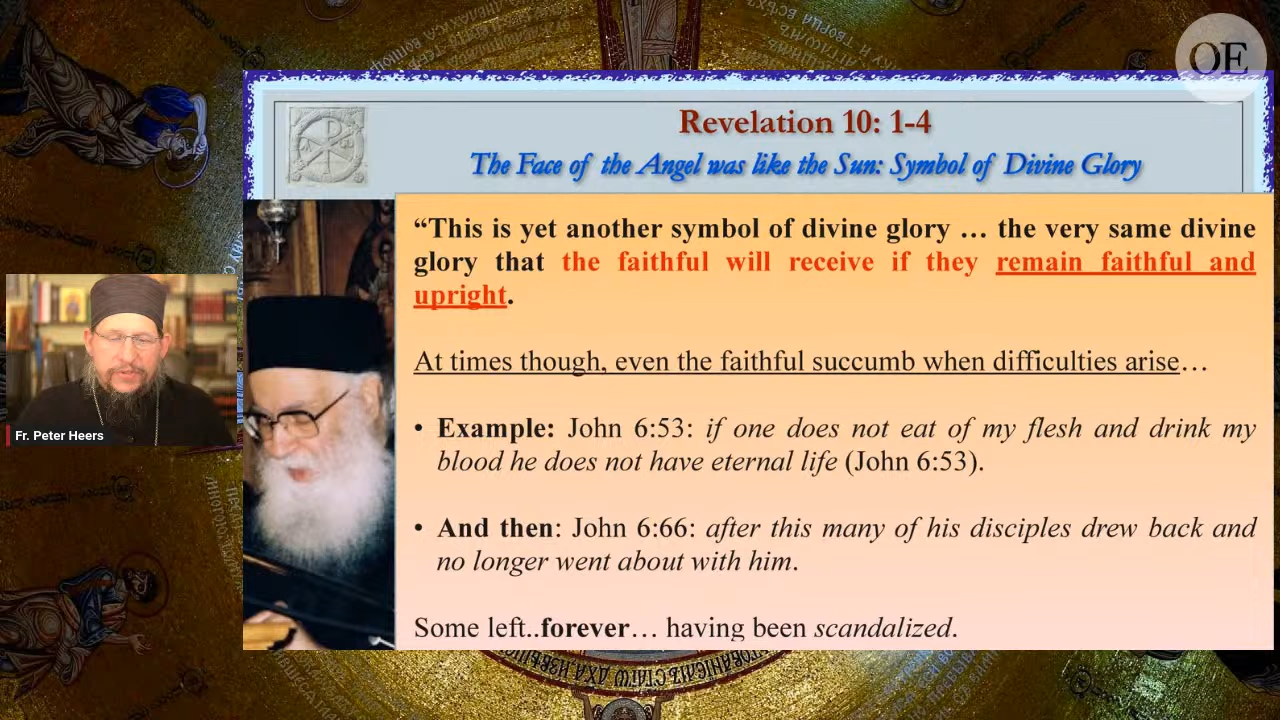 OE
Revelation 10: 1-4
The Face of the Angel was like the Sun: Symbol of Divine Glory
“This is yet another symbol of divine glory … the very same divine
glory that the faithful will receive if they remain faithful and
upright.
At times though, even the faithful succumb when difficulties arise…
• Example: John 6:53: if one does not eat of my flesh and drink my
blood he does not have eternal life (John 6:53).
• And then: John 6:66: after this many of his disciples drew back and
no longer went about with him.
Some left..forever… having been scandalized.
Fr. Peter Heers